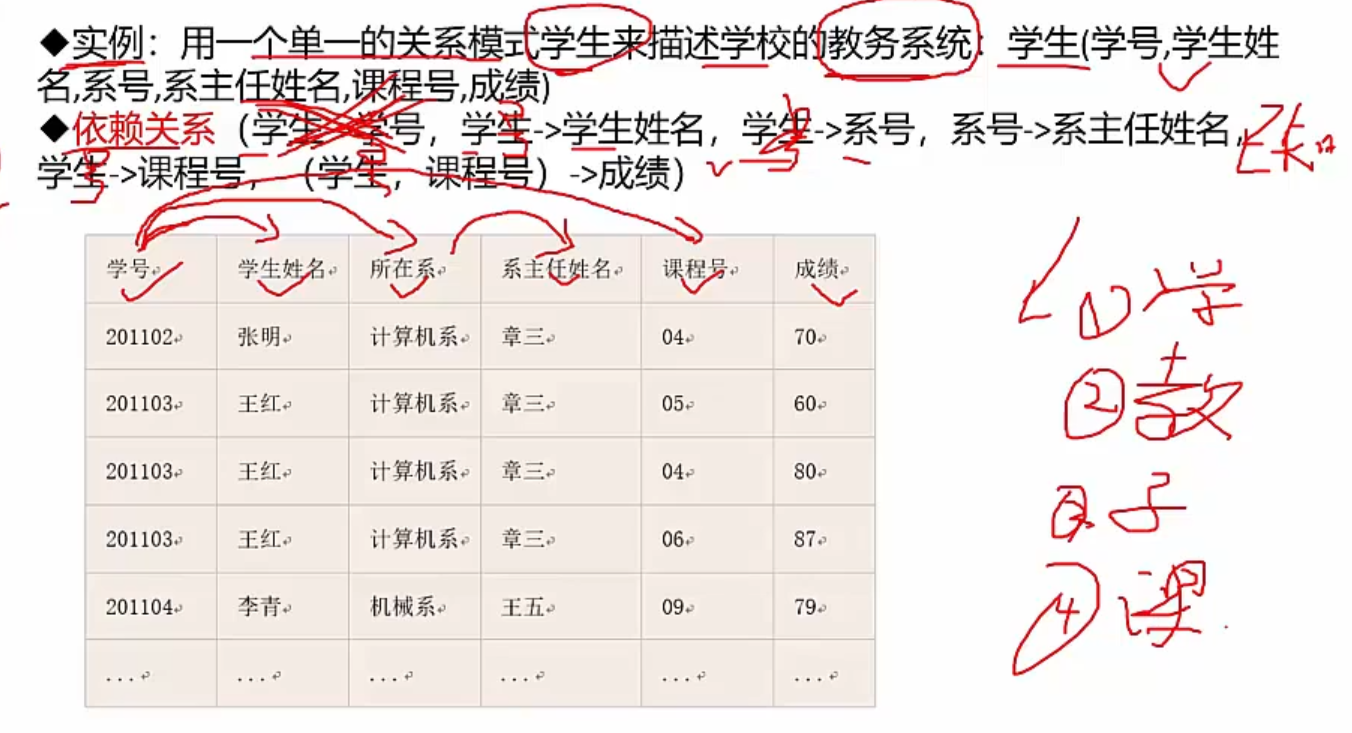 ◆实例：用一个单一的关系模式学生来描述学校的教务系统：学生(学号,学生姓
名,系号,系主任姓名,课程号,成绩)
◆依赖关系（学生->学号，学生->学生姓名，学生->系号，系号->系主任姓名，
学生->课程号，（学生，课程号）->成绩）
号 号 号 号
学号 学生姓名 所在系 系主任姓名 课程号 成绩
201102 张明 计算机系 章三 04 70
201103 王红 计算机系 章三 05 60
201103 王红 计算机系 章三 04 80
201103 王红 计算机系 章三 06 87
201104 李青 机械系 王五 09 79
... ... ... ... ... ...
① 学
② 教
③ 子
④ 课